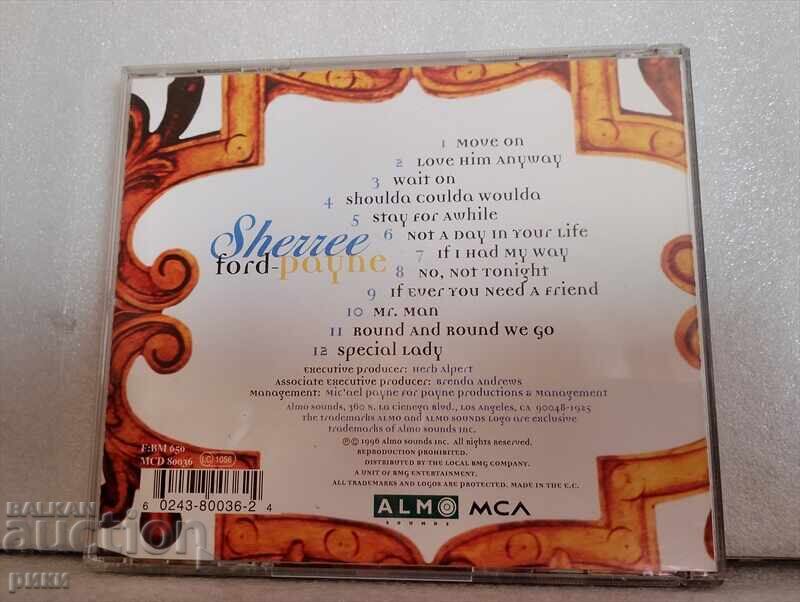 1 Move on
2 Love Him Anyway
3 Wait on
4 Shoulda Coulda Woulda
5 Stay For Awhile
Sherree
ford-payne
6 Not A Day In Your Life
7 If I Had My Way
8 No, Not Tonight
9 If Ever You Need A Friend
10 Mr. Man
11 Round And Round We Go
12 Special Lady
Executive Producer: Herb Alpert
Associate Executive Producer: Brenda Andrews
Management: Mic'ael Payne for Payne Productions & Management
Almo Sounds, 360 N. La Cienega Blvd., Los Angeles, CA 90048-1925
The trademarks ALMO and ALMO SOUNDS Logo are exclusive
trademarks of Almo Sounds Inc.
℗© 1996 Almo Sounds Inc. All rights reserved.
REPRODUCTION PROHIBITED.
DISTRIBUTED BY THE LOCAL BMG COMPANY.
A UNIT OF BMG ENTERTAINMENT.
ALL TRADEMARKS AND LOGOS ARE PROTECTED. MADE IN THE E.C.
F:BM 650
MCD 80036
LC 1056
6 0243-80036-2 4
ALMO
SOUNDS
MCA
БАЛКАН
auction
рики